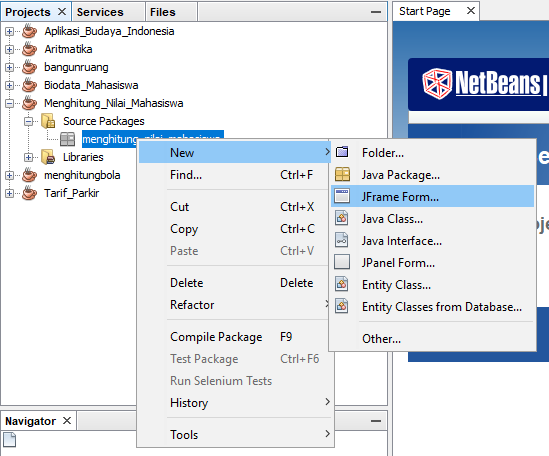 Projects
Services
Files
Aplikasi_Budaya_Indonesia
Aritmatika
bangunruang
Biodata_Mahasiswa
Menghitung_Nilai_Mahasiswa
Source Packages
menghitung_nilai_mahasiswa
Libraries
menghitungbola
Tarif_Parkir
New
Find... Ctrl+F
Cut Ctrl+X
Copy Ctrl+C
Paste Ctrl+V
Delete Delete
Refactor
Compile Package F9
Test Package Ctrl+F6
Run Selenium Tests
History
Tools
Folder...
Java Package...
JFrame Form...
Java Class...
Java Interface...
JPanel Form...
Entity Class...
Entity Classes from Database...
Other...
Start Page
NetBeans
Navigator